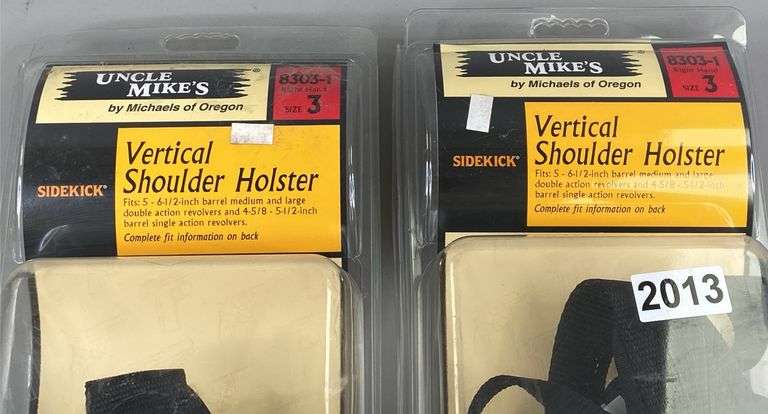 UNCLE
MIKE'S®
by Michaels of Oregon
8303-1
Right Hand
SIZE 3
SIDEKICK®
Vertical
Shoulder Holster
Fits: 5 - 6-1/2-inch barrel medium and large
double action revolvers and 4-5/8 - 5-1/2-inch
barrel single action revolvers.
Complete fit information on back
UNCLE
MIKE'S®
by Michaels of Oregon
8303-1
Right Hand
SIZE 3
SIDEKICK®
Vertical
Shoulder Holster
Fits: 5 - 6-1/2-inch barrel medium and large
double action revolvers and 4-5/8 - 5-1/2-inch
barrel single action revolvers.
Complete fit information on back
2013